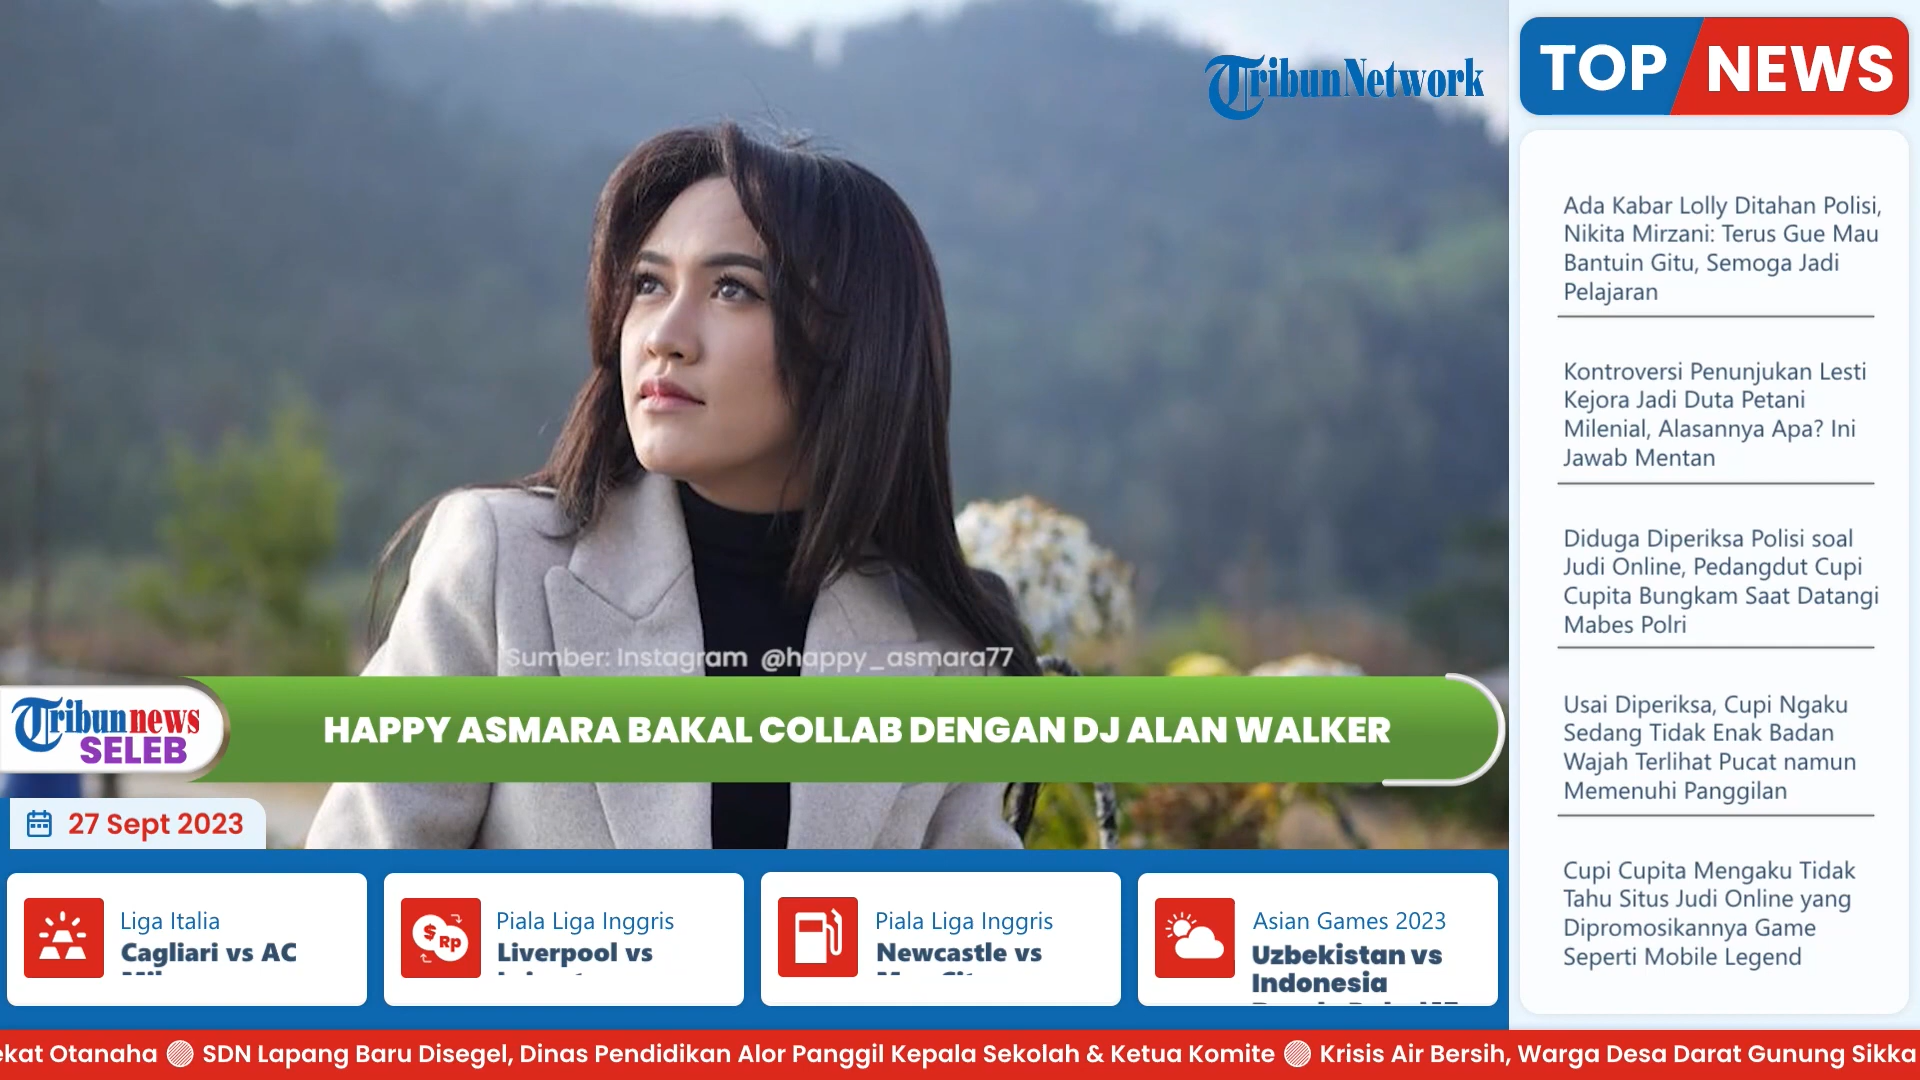 TribunNetwork
TOP NEWS
Ada Kabar Lolly Ditahan Polisi,
Nikita Mirzani: Terus Gue Mau
Bantuin Gitu, Semoga Jadi
Pelajaran
Kontroversi Penunjukan Lesti
Kejora Jadi Duta Petani
Milenial, Alasannya Apa? Ini
Jawab Mentan
Diduga Diperiksa Polisi soal
Judi Online, Pedangdut Cupi
Cupita Bungkam Saat Datangi
Mabes Polri
Usai Diperiksa, Cupi Ngaku
Sedang Tidak Enak Badan
Wajah Terlihat Pucat namun
Memenuhi Panggilan
Cupi Cupita Mengaku Tidak
Tahu Situs Judi Online yang
Dipromosikannya Game
Seperti Mobile Legend
Sumber: Instagram @happy_asmara77
Tribunnews
SELEB
HAPPY ASMARA BAKAL COLLAB DENGAN DJ ALAN WALKER
27 Sept 2023
Liga Italia
Cagliari vs AC
$ Rp
Piala Liga Inggris
Liverpool vs
Piala Liga Inggris
Newcastle vs
Asian Games 2023
Uzbekistan vs
Indonesia
ekat Otanaha SDN Lapang Baru Disegel, Dinas Pendidikan Alor Panggil Kepala Sekolah & Ketua Komite Krisis Air Bersih, Warga Desa Darat Gunung Sikka